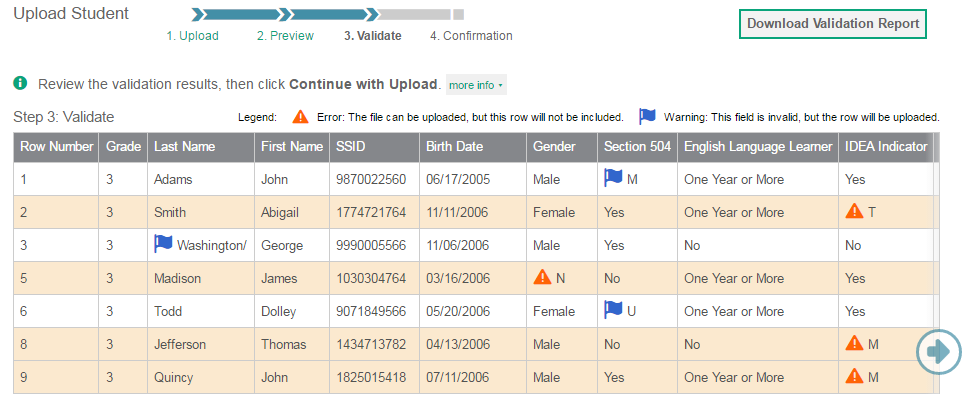 Upload Student
1. Upload 2. Preview 3. Validate 4. Confirmation
Download Validation Report
Review the validation results, then click Continue with Upload. more info
Step 3: Validate Legend: Error: The file can be uploaded, but this row will not be included. Warning: This field is invalid, but the row will be uploaded.
Row Number Grade Last Name First Name SSID Birth Date Gender Section 504 English Language Learner IDEA Indicator
1 3 Adams John 9870022560 06/17/2005 Male M One Year or More Yes
2 3 Smith Abigail 1774721764 11/11/2006 Female Yes One Year or More T
3 3 Washington/ George 9990005566 11/06/2006 Male Yes No No
5 3 Madison James 1030304764 03/16/2006 N No One Year or More Yes
6 3 Todd Dolley 9071849566 05/20/2006 Female U One Year or More Yes
8 3 Jefferson Thomas 1434713782 04/13/2006 Male No No M
9 3 Quincy John 1825015418 07/11/2006 Male Yes One Year or More M